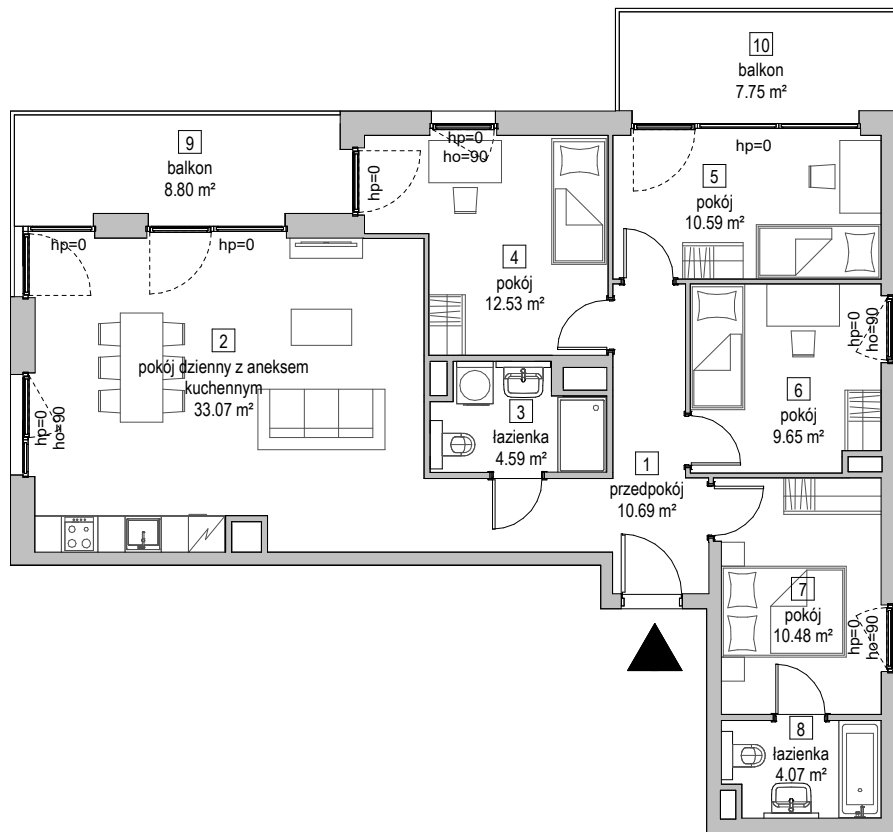 10
balkon
7.75 m²
9
balkon
8.80 m²
hp=0
hp=0
ho=90
hp=0
5
pokój
10.59 m²
hp=0
hp=0
4
pokój
12.53 m²
2
pokój dzienny z aneksem
kuchennym
33.07 m²
hp=0
ho=90
hp=0
ho=90
6
pokój
9.65 m²
3
łazienka
4.59 m²
1
przedpokój
10.69 m²
7
pokój
10.48 m²
hp=0
ho=90
8
łazienka
4.07 m²